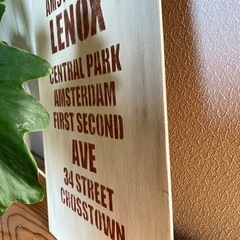 LENOX
CENTRAL PARK
AMSTERDAM
FIRST SECOND
AVE
34 STREET
CROSSTOWN